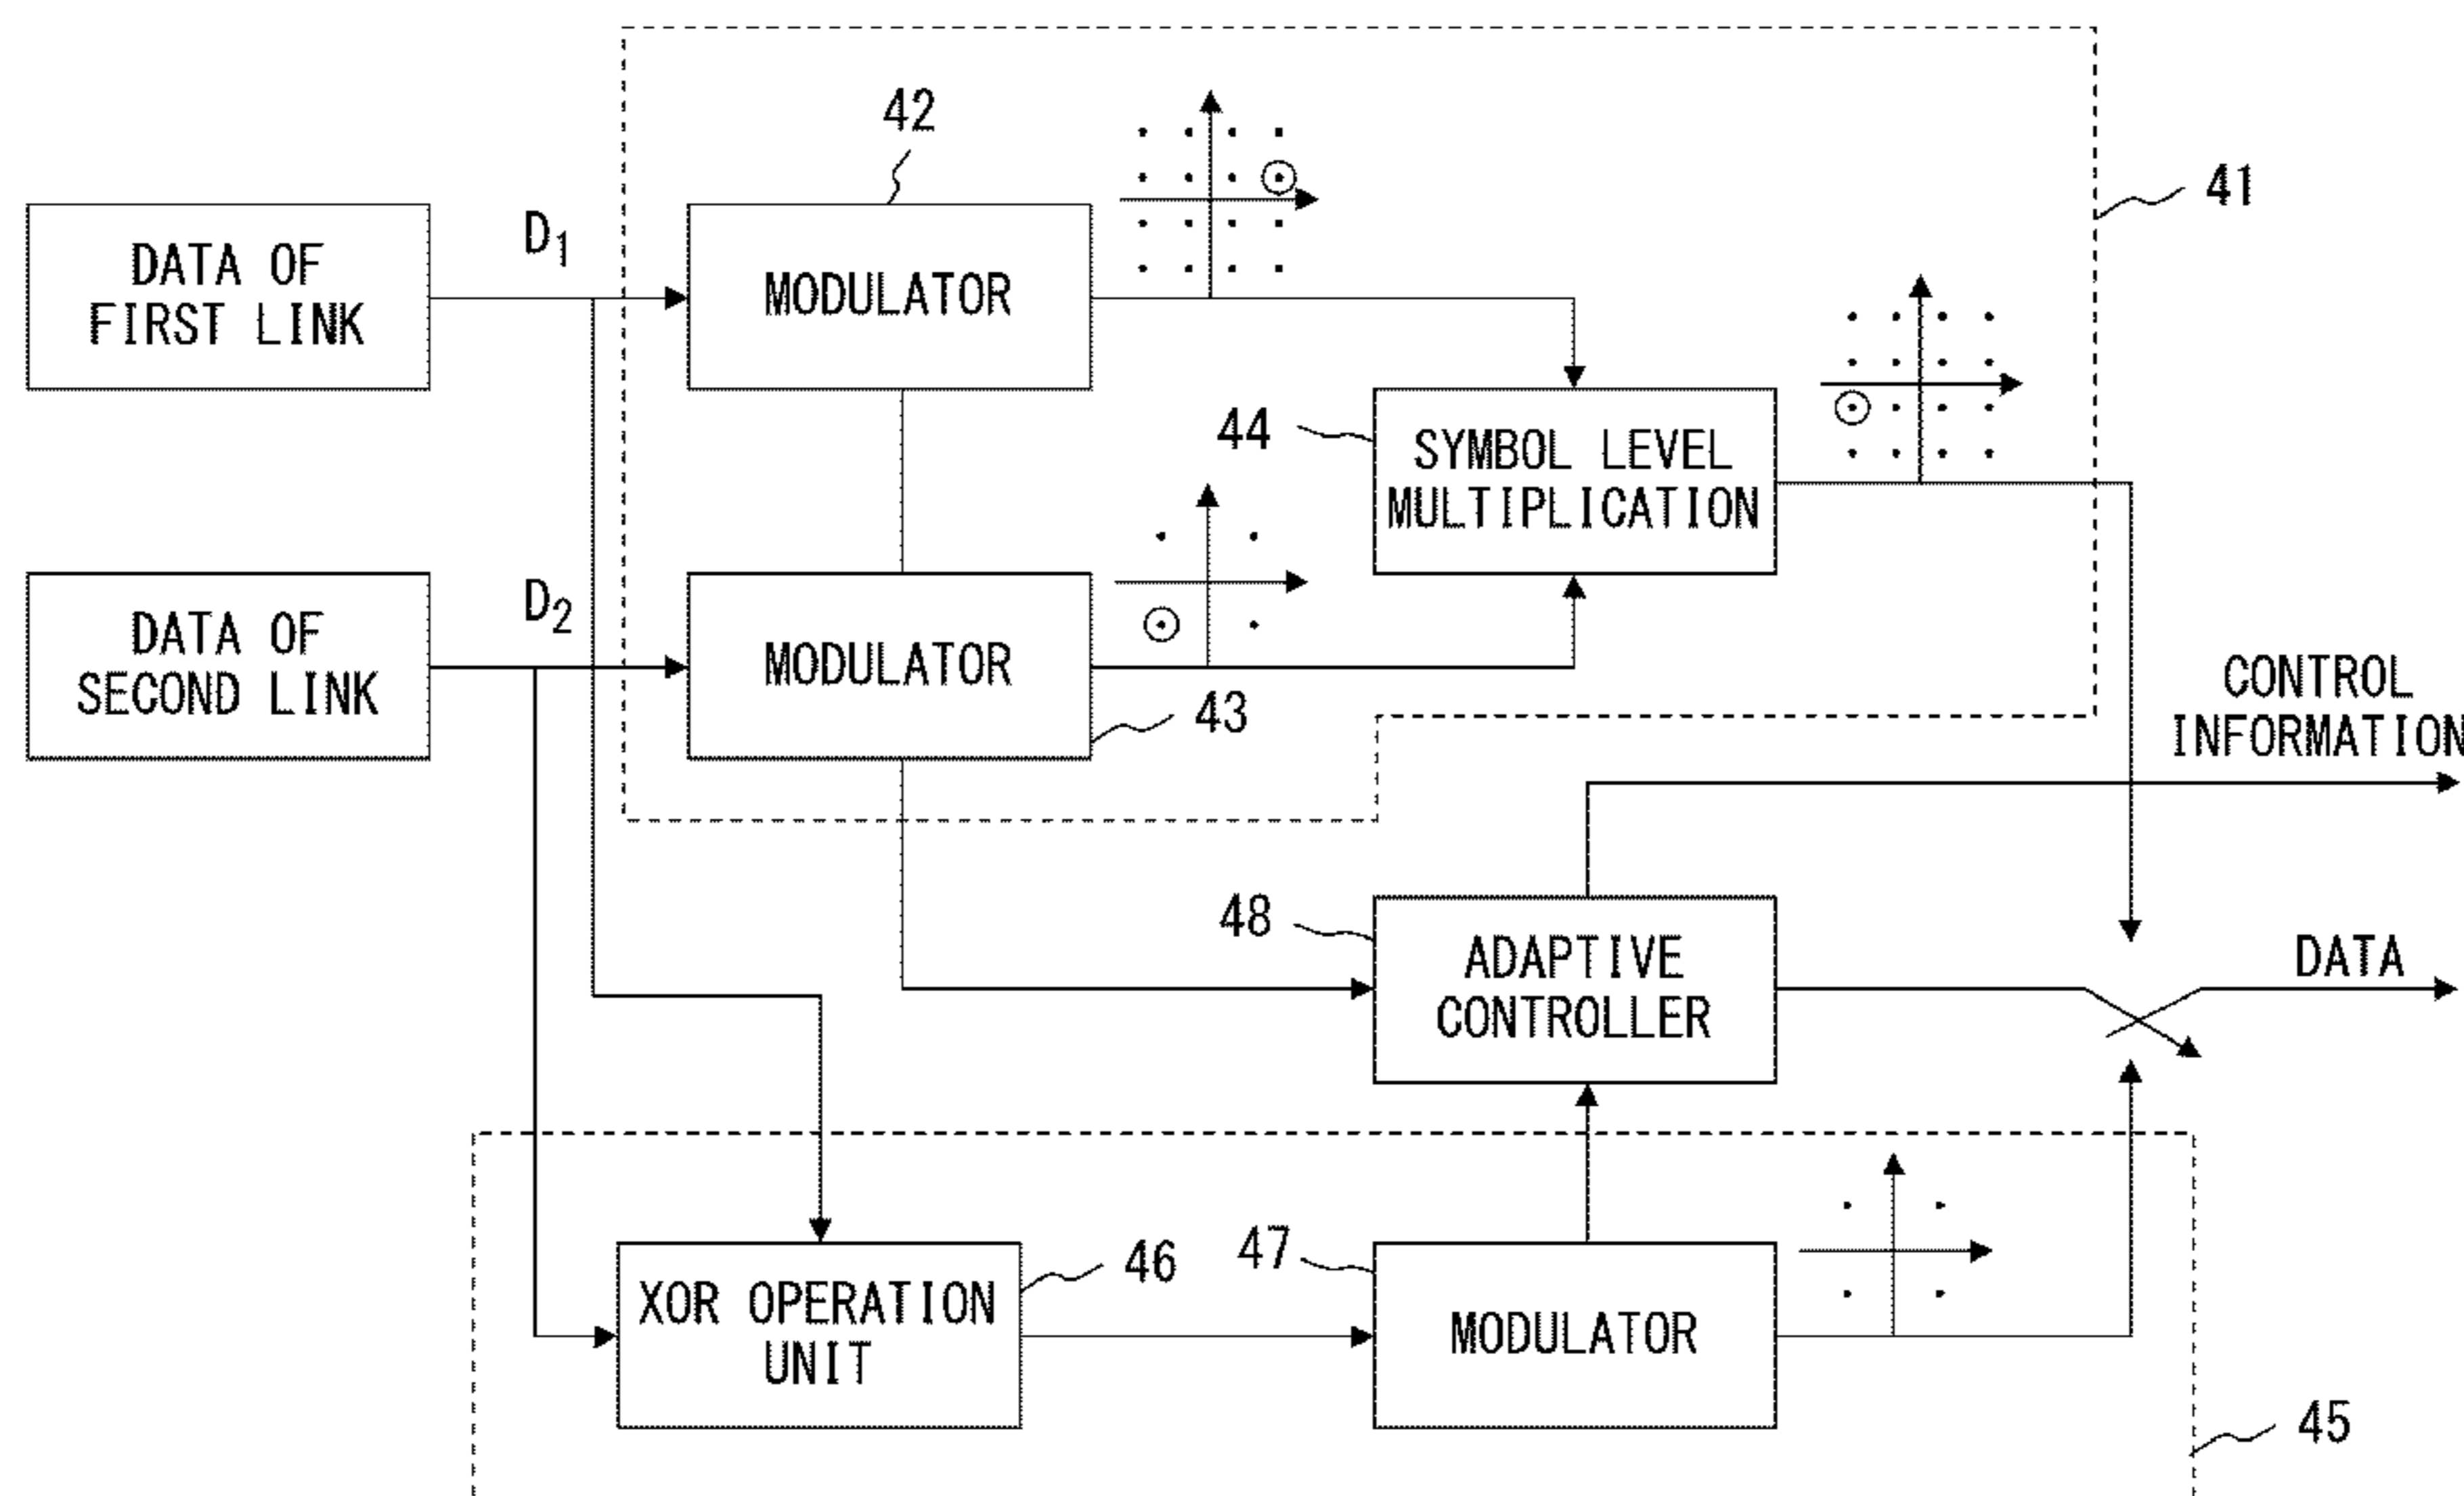 42
41
D1
DATA OF
FIRST LINK
MODULATOR
44
SYMBOL LEVEL
MULTIPLICATION
D2
DATA OF
SECOND LINK
MODULATOR
43
CONTROL
INFORMATION
48
ADAPTIVE
CONTROLLER
DATA
XOR OPERATION
UNIT
46
47
MODULATOR
45